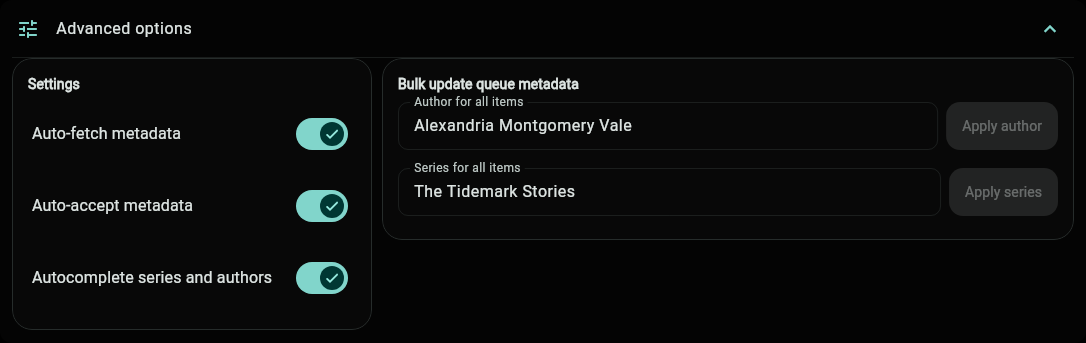 Advanced options
Settings
Auto-fetch metadata
Auto-accept metadata
Autocomplete series and authors
Bulk update queue metadata
Author for all items
Alexandria Montgomery Vale
Apply author
Series for all items
The Tidemark Stories
Apply series